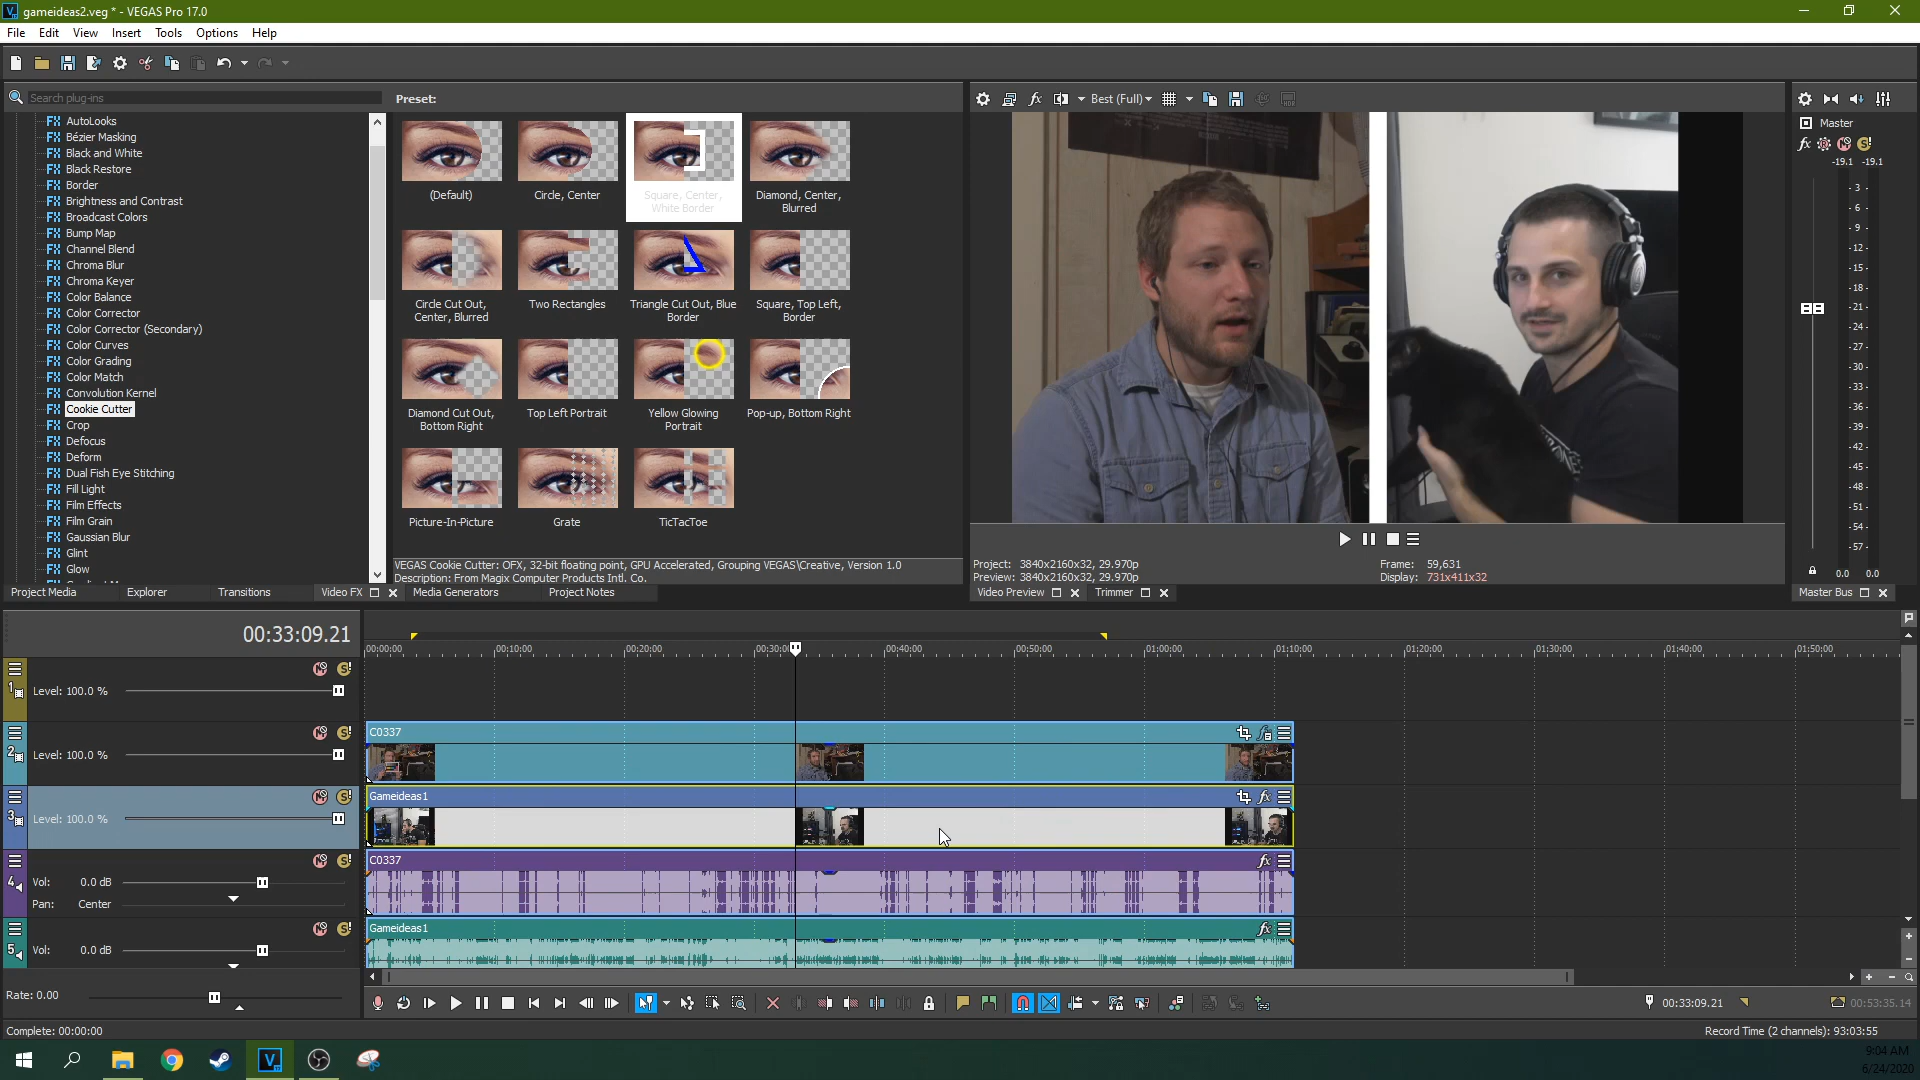 gameideas2.veg * - VEGAS Pro 17.0
File Edit View Insert Tools Options Help
Search plug-ins
Preset:
Best (Full)
AutoLooks
Bézier Masking
Black and White
Black Restore
Border
Brightness and Contrast
Broadcast Colors
Bump Map
Channel Blend
Chroma Blur
Chroma Keyer
Color Balance
Color Corrector
Color Corrector (Secondary)
Color Curves
Color Grading
Color Match
Convolution Kernel
Cookie Cutter
Crop
Defocus
Deform
Dual Fish Eye Stitching
Fill Light
Film Effects
Film Grain
Gaussian Blur
Glint
Glow
(Default)
Circle, Center
Square, Center,
White Border
Diamond, Center,
Blurred
Circle Cut Out,
Center, Blurred
Two Rectangles
Triangle Cut Out, Blue
Border
Square, Top Left,
Border
Diamond Cut Out,
Bottom Right
Top Left Portrait
Yellow Glowing
Portrait
Pop-up, Bottom Right
Picture-In-Picture
Grate
TicTacToe
VEGAS Cookie Cutter: OFX, 32-bit floating point, GPU Accelerated, Grouping VEGAS\Creative, Version 1.0
Description: From Magix Computer Products Intl. Co.
Project: 3840x2160x32, 29.970p
Preview: 3840x2160x32, 29.970p
Frame: 59,631
Display: 731x411x32
Master
-19.1 -19.1
- 3 -
- 6 -
- 9 -
-12-
-15-
-18-
-21-
-24-
-27-
-30-
-33-
-36-
-39-
-42-
-45-
-48-
-51-
-54-
-57-
0.0 0.0
Project Media Explorer Transitions Video FX Media Generators Project Notes
Video Preview Trimmer
Master Bus
00:33:09.21
00:00:00 00:10:00 00:20:00 00:30:0 00:40:00 00:50:00 01:00:00 01:10:00 01:20:00 01:30:00 01:40:00 01:50:00
1 Level: 100.0 %
2 Level: 100.0 %
C0337
3 Level: 100.0 %
Gameideas1
4 Vol: 0.0 dB
Pan: Center
C0337
5 Vol: 0.0 dB
Gameideas1
Rate: 0.00
00:33:09.21
00:53:35.14
Complete: 00:00:00
Record Time (2 channels): 93:03:55
9:04 AM
6/24/2020